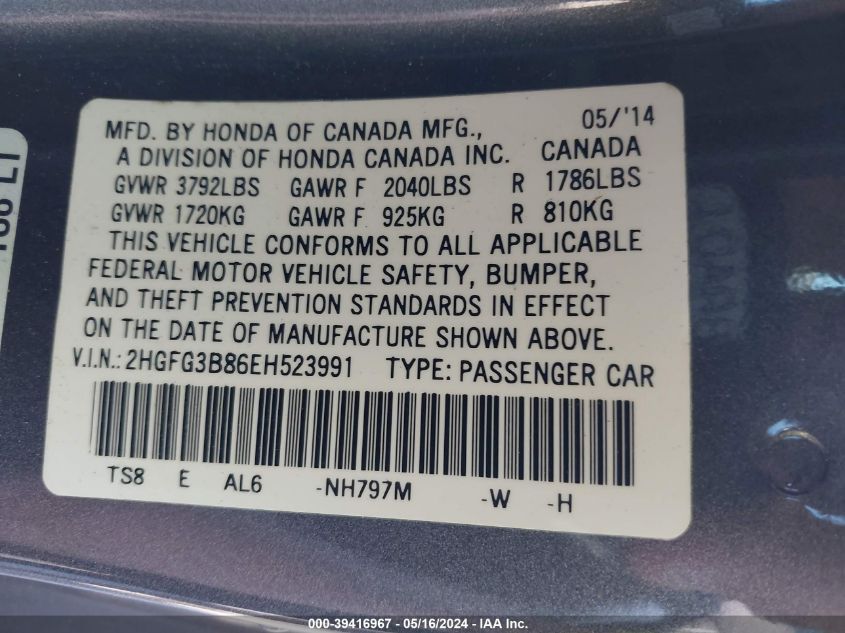 MFD. BY HONDA OF CANADA MFG., 05/'14
A DIVISION OF HONDA CANADA INC. CANADA
GVWR 3792LBS GAWR F 2040LBS R 1786LBS
GVWR 1720KG GAWR F 925KG R 810KG
THIS VEHICLE CONFORMS TO ALL APPLICABLE
FEDERAL MOTOR VEHICLE SAFETY, BUMPER,
AND THEFT PREVENTION STANDARDS IN EFFECT
ON THE DATE OF MANUFACTURE SHOWN ABOVE.
V.I.N.: 2HGFG3B86EH523991 TYPE: PASSENGER CAR
TS8 E AL6 -NH797M -W -H
000-39416967 - 05/16/2024 - IAA Inc.